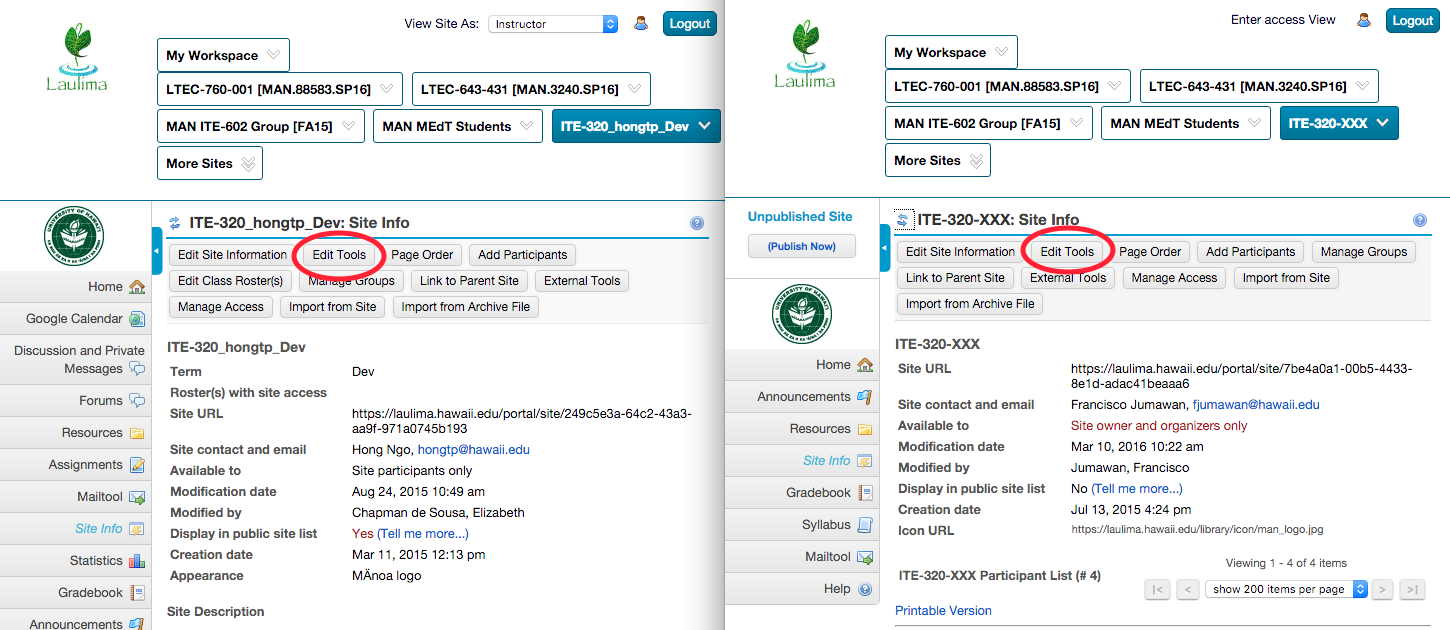 View Site As: Instructor Logout
Laulima
My Workspace
LTEC-760-001 [MAN.88583.SP16] LTEC-643-431 [MAN.3240.SP16]
MAN ITE-602 Group [FA15] MAN MEdT Students ITE-320_hongtp_Dev
More Sites
UNIVERSITY OF HAWAI'I
ITE-320_hongtp_Dev: Site Info
Edit Site Information Edit Tools Page Order Add Participants
Edit Class Roster(s) Manage Groups Link to Parent Site External Tools
Manage Access Import from Site Import from Archive File
Home
Google Calendar
Discussion and Private
Messages
Forums
Resources
Assignments
Mailtool
Site Info
Statistics
Gradebook
Announcements
ITE-320_hongtp_Dev
Term Dev
Roster(s) with site access
Site URL https://laulima.hawaii.edu/portal/site/249c5e3a-64c2-43a3-
aa9f-971a0745b193
Site contact and email Hong Ngo, hongtp@hawaii.edu
Available to Site participants only
Modification date Aug 24, 2015 10:49 am
Modified by Chapman de Sousa, Elizabeth
Display in public site list Yes (Tell me more...)
Creation date Mar 11, 2015 12:13 pm
Appearance MÄnoa logo
Site Description
Enter access View Logout
Laulima
My Workspace
LTEC-760-001 [MAN.88583.SP16] LTEC-643-431 [MAN.3240.SP16]
MAN ITE-602 Group [FA15] MAN MEdT Students ITE-320-XXX
More Sites
Unpublished Site
(Publish Now)
UNIVERSITY OF HAWAI'I
Home
Announcements
Resources
Site Info
Gradebook
Syllabus
Mailtool
Help
ITE-320-XXX: Site Info
Edit Site Information Edit Tools Page Order Add Participants Manage Groups
Link to Parent Site External Tools Manage Access Import from Site
Import from Archive File
ITE-320-XXX
Site URL https://laulima.hawaii.edu/portal/site/7be4a0a1-00b5-4433-
8e1d-adac41beaaa6
Site contact and email Francisco Jumawan, fjumawan@hawaii.edu
Available to Site owner and organizers only
Modification date Mar 10, 2016 10:22 am
Modified by Jumawan, Francisco
Display in public site list No (Tell me more...)
Creation date Jul 13, 2015 4:24 pm
Icon URL https://laulima.hawaii.edu/library/icon/man_logo.jpg
Viewing 1 - 4 of 4 items
ITE-320-XXX Participant List (# 4) |< < show 200 items per page > >|
Printable Version